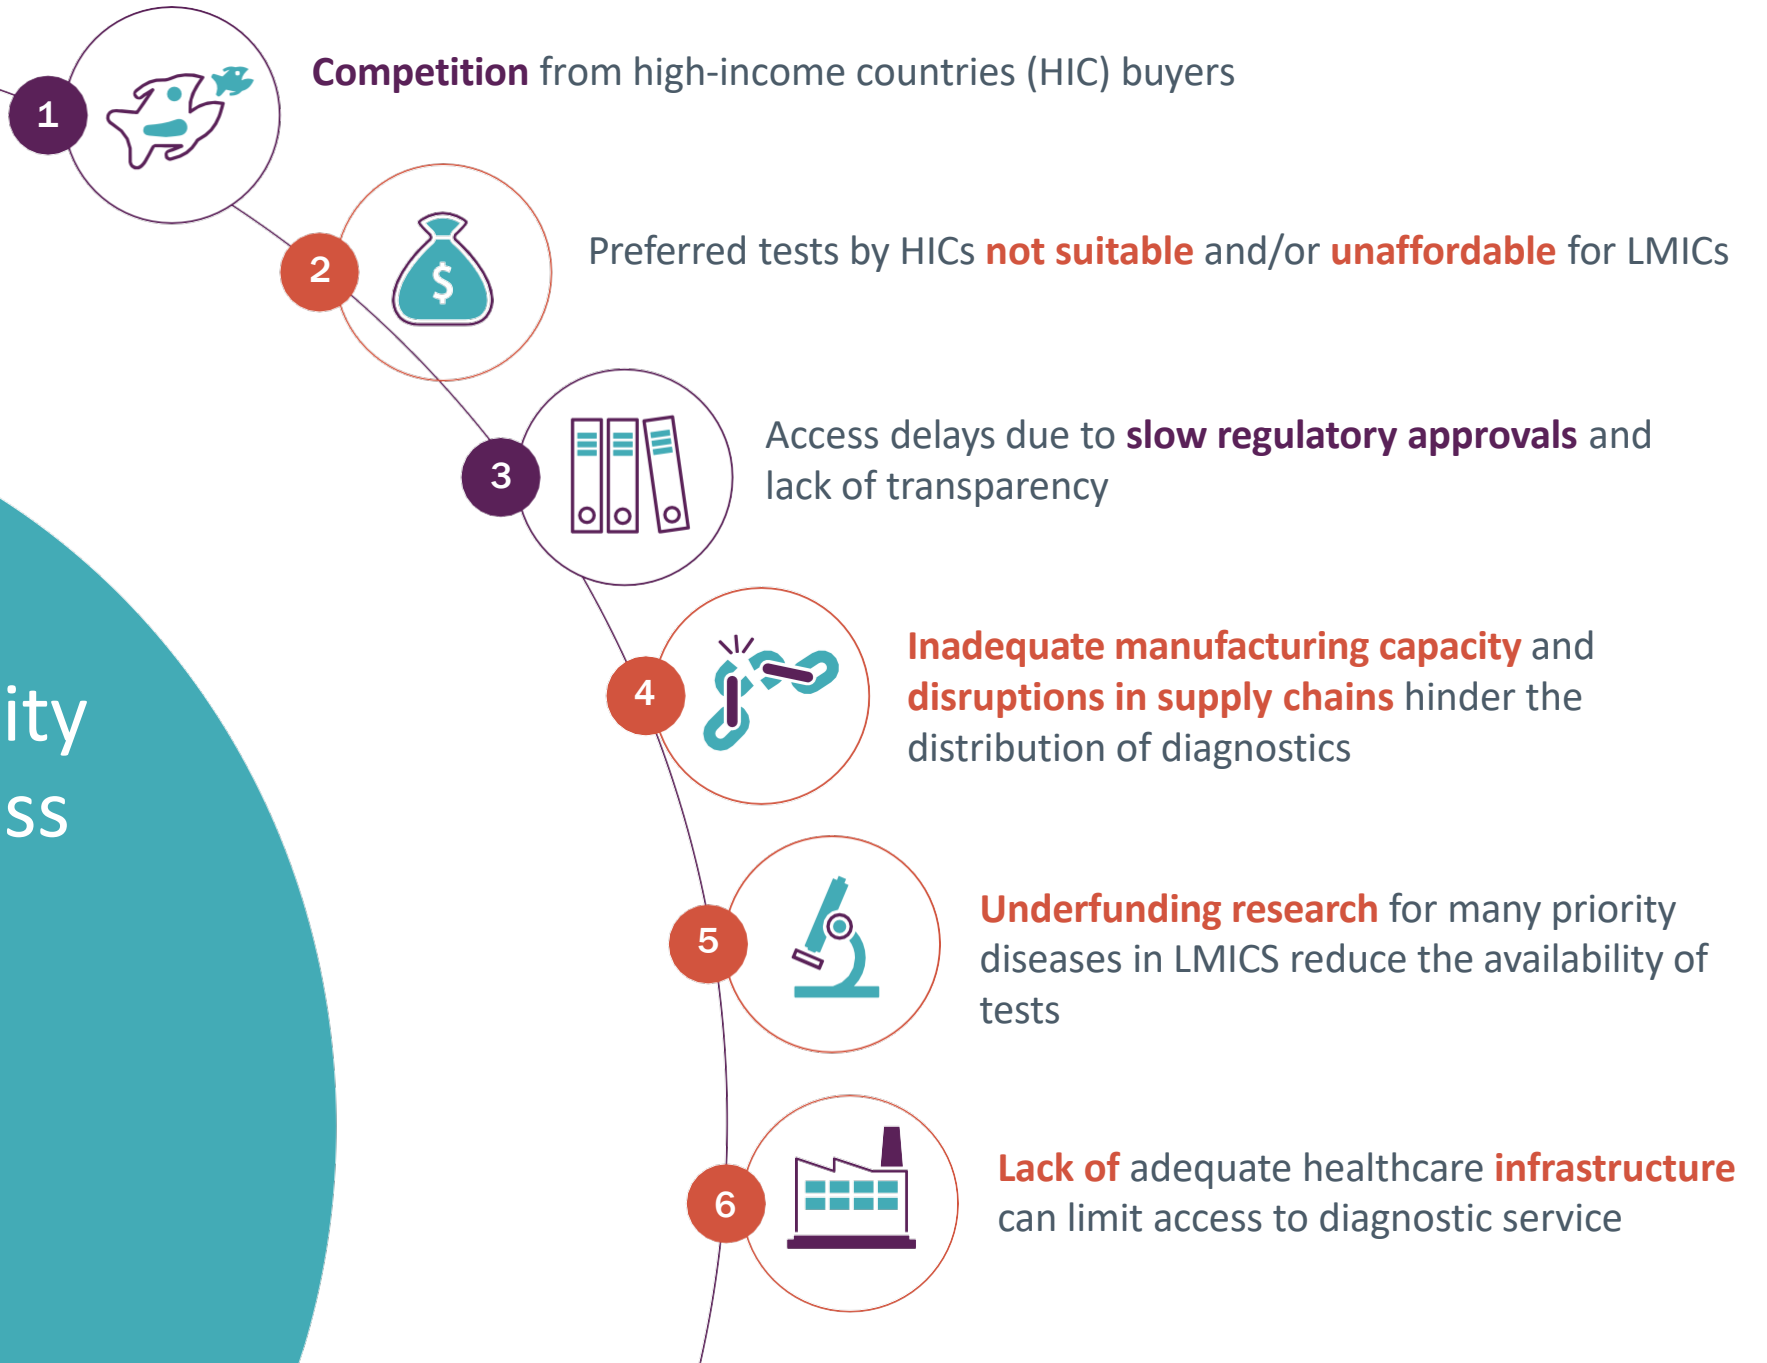 1
Competition from high-income countries (HIC) buyers
2
$
Preferred tests by HICs not suitable and/or unaffordable for LMICs
3
Access delays due to slow regulatory approvals and
lack of transparency
4
Inadequate manufacturing capacity and
disruptions in supply chains hinder the
distribution of diagnostics
ity
ss
5
Underfunding research for many priority
diseases in LMICS reduce the availability of
tests
6
Lack of adequate healthcare infrastructure
can limit access to diagnostic service